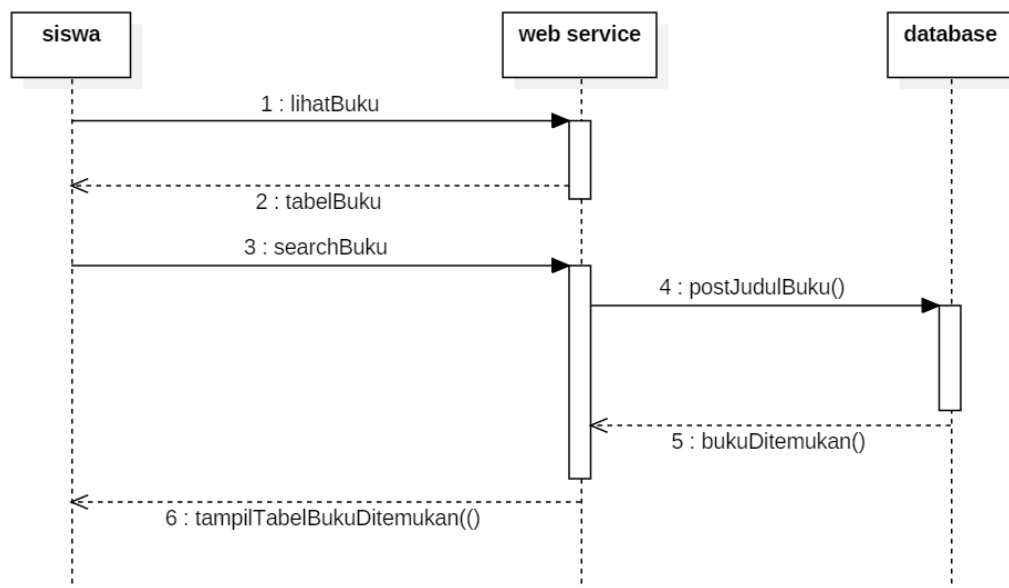 siswa
web service
database
1 : lihatBuku
2 : tabelBuku
3 : searchBuku
4 : postJudulBuku()
5 : bukuDitemukan()
6 : tampilTabelBukuDitemukan(()